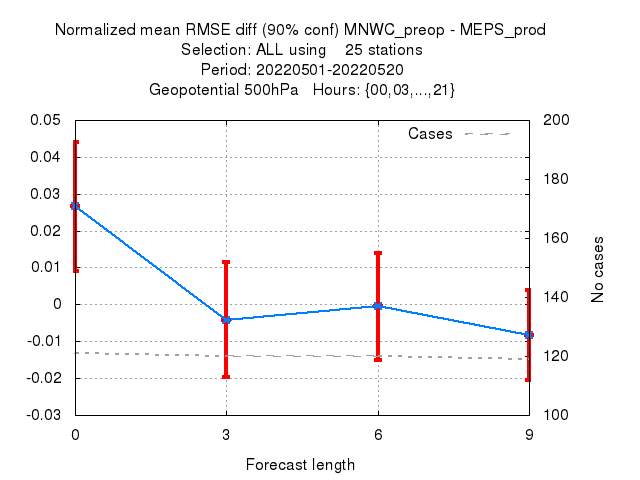 Normalized mean RMSE diff (90% conf) MNWC_preop - MEPS_prod
Selection: ALL using 25 stations
Period: 20220501-20220520
Geopotential 500hPa Hours: {00,03,...,21}
Cases
0.05
0.04
0.03
0.02
0.01
0
-0.01
-0.02
-0.03
200
180
160
140
120
100
No cases
0 3 6 9
Forecast length